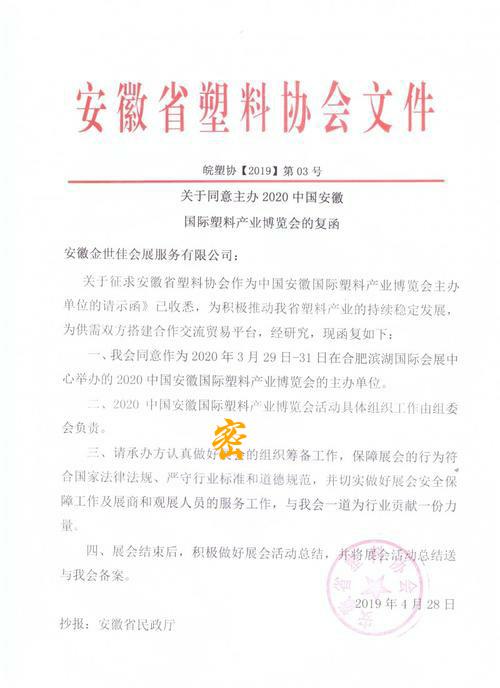 安徽省塑料协会文件
皖塑协【2019】第 03 号
关于同意主办 2020 中国安徽
国际塑料产业博览会的复函
安徽金世佳会展服务有限公司：
关于征求安徽省塑料协会作为中国安徽国际塑料产业博览会主办
单位的请示函》已收悉，为积极推动我省塑料产业的持续稳定发展，
为供需双方搭建合作交流贸易平台，经研究，现函复如下：
一、我会同意作为 2020 年 3 月 29 日-31 日在合肥滨湖国际会展中
心举办的 2020 中国安徽国际塑料产业博览会的主办单位。
二、2020 中国安徽国际塑料产业博览会活动具体组织工作由组委
会负责。
密
三、请承办方认真做好的组织筹备工作，保障展会的行为符
合国家法律法规、严守行业标准和道德规范，并切实做好展会安全保
障工作及展商和观展人员的服务工作，与我会一道为行业贡献一份力
量。
四、展会结束后，积极做好展会活动总结，并将展会活动总结送
与我会备案。
安徽省塑料协会
2019 年 4 月 28 日
抄报：安徽省民政厅